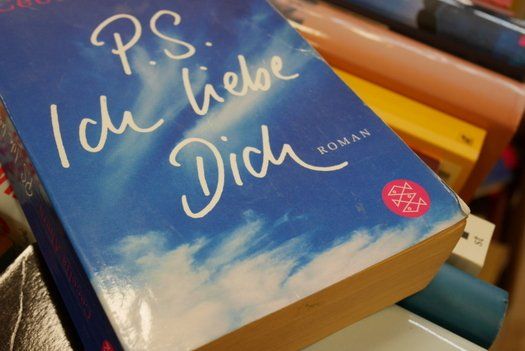 P.S.
Ich liebe
Dich
ROMAN